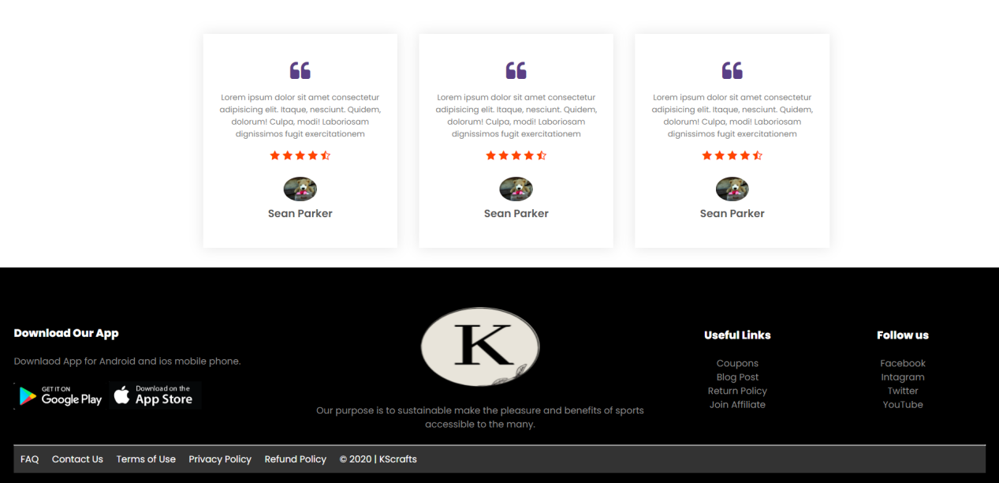 Lorem ipsum dolor sit amet consectetur
adipisicing elit. Itaque, nesciunt. Quidem,
dolorum! Culpa, modi! Laboriosam
dignissimos fugit exercitationem
Sean Parker
Lorem ipsum dolor sit amet consectetur
adipisicing elit. Itaque, nesciunt. Quidem,
dolorum! Culpa, modi! Laboriosam
dignissimos fugit exercitationem
Sean Parker
Lorem ipsum dolor sit amet consectetur
adipisicing elit. Itaque, nesciunt. Quidem,
dolorum! Culpa, modi! Laboriosam
dignissimos fugit exercitationem
Sean Parker
Download Our App
Downlaod App for Android and ios mobile phone.
GET IT ON
Google Play
Download on the
App Store
K
Our purpose is to sustainable make the pleasure and benefits of sports
accessible to the many.
Useful Links
Coupons
Blog Post
Return Policy
Join Affiliate
Follow us
Facebook
Intagram
Twitter
YouTube
FAQ Contact Us Terms of Use Privacy Policy Refund Policy © 2020 | KScrafts